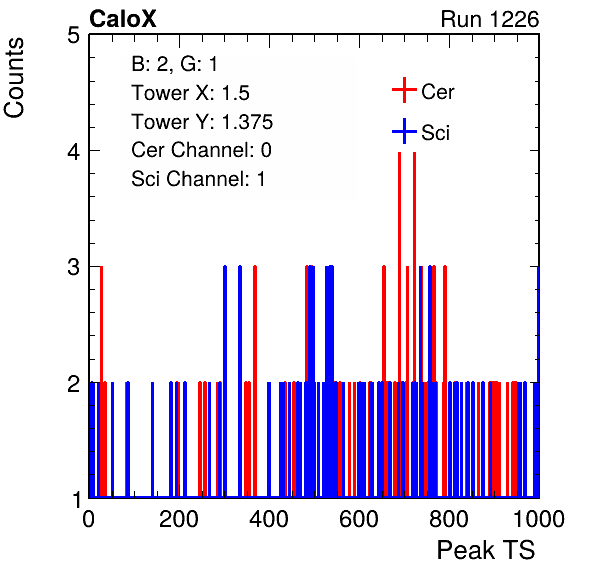 CaloX
Run 1226
Counts
B: 2, G: 1
Tower X: 1.5
Tower Y: 1.375
Cer Channel: 0
Sci Channel: 1
Cer
Sci
5
4
3
2
1
0 200 400 600 800 1000
Peak TS